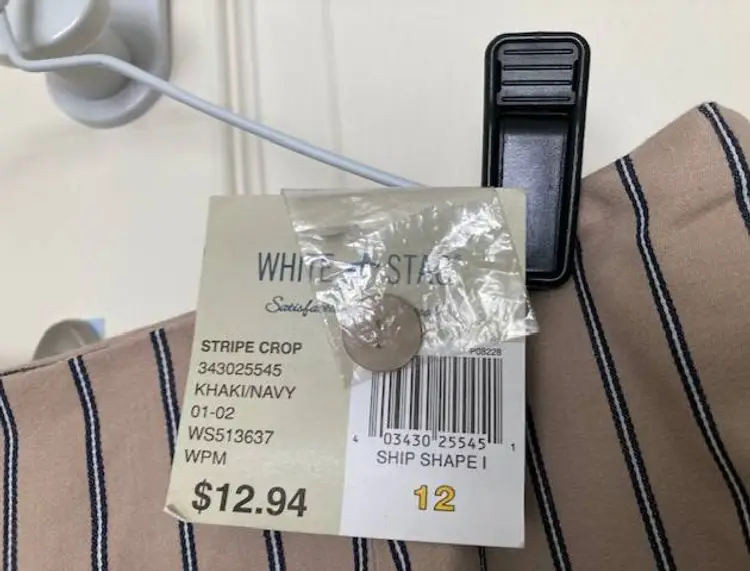 WHITE STAG
Satisfa
STRIPE CROP
343025545
KHAKI/NAVY
01-02
WS513637
WPM
$12.94
P08228
4 03430 25545 1
SHIP SHAPE I
12